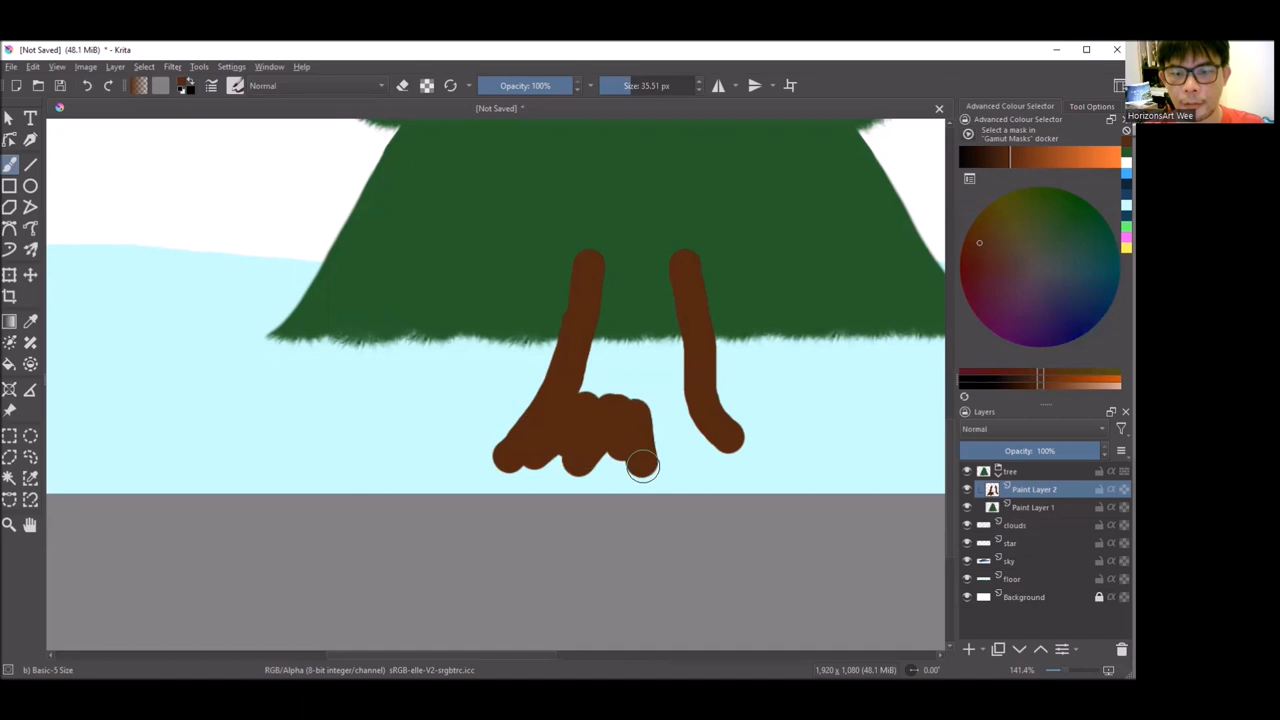 [Not Saved] (48.1 MiB) * - Krita
File Edit View Image Layer Select Filter Tools Settings Window Help
Normal
Opacity: 100%
Size: 35.51 px
HorizonsArt Wee
[Not Saved] *
Advanced Colour Selector
Tool Options
Advanced Colour Selector
Select a mask in
"Gamut Masks" docker
Layers
Normal
Opacity: 100%
tree
Paint Layer 2
Paint Layer 1
clouds
star
sky
floor
Background
b) Basic-5 Size
RGB/Alpha (8-bit integer/channel) sRGB-elle-V2-srgbtrc.icc
1,920 x 1,080 (48.1 MiB)
0.00°
141.4%